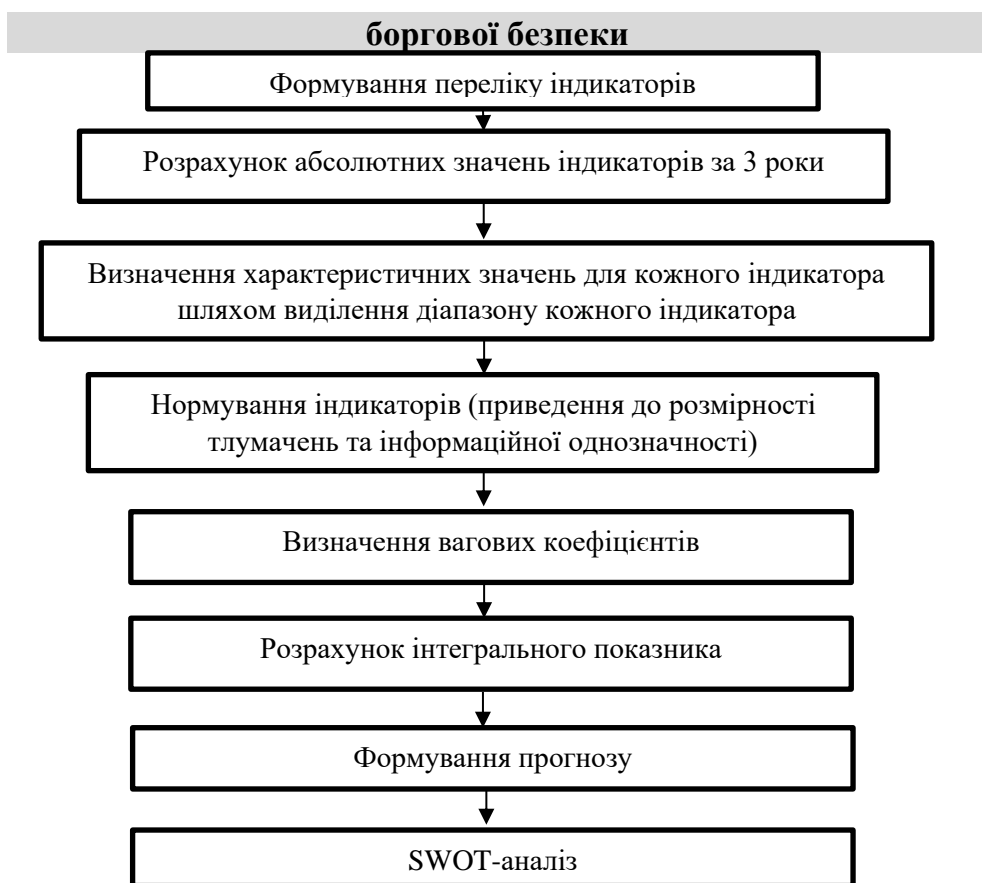 боргової безпеки
Формування переліку індикаторів
Розрахунок абсолютних значень індикаторів за 3 роки
Визначення характеристичних значень для кожного індикатора
шляхом виділення діапазону кожного індикатора
Нормування індикаторів (приведення до розмірності
тлумачень та інформаційної однозначності)
Визначення вагових коефіцієнтів
Розрахунок інтегрального показника
Формування прогнозу
SWOT-аналіз